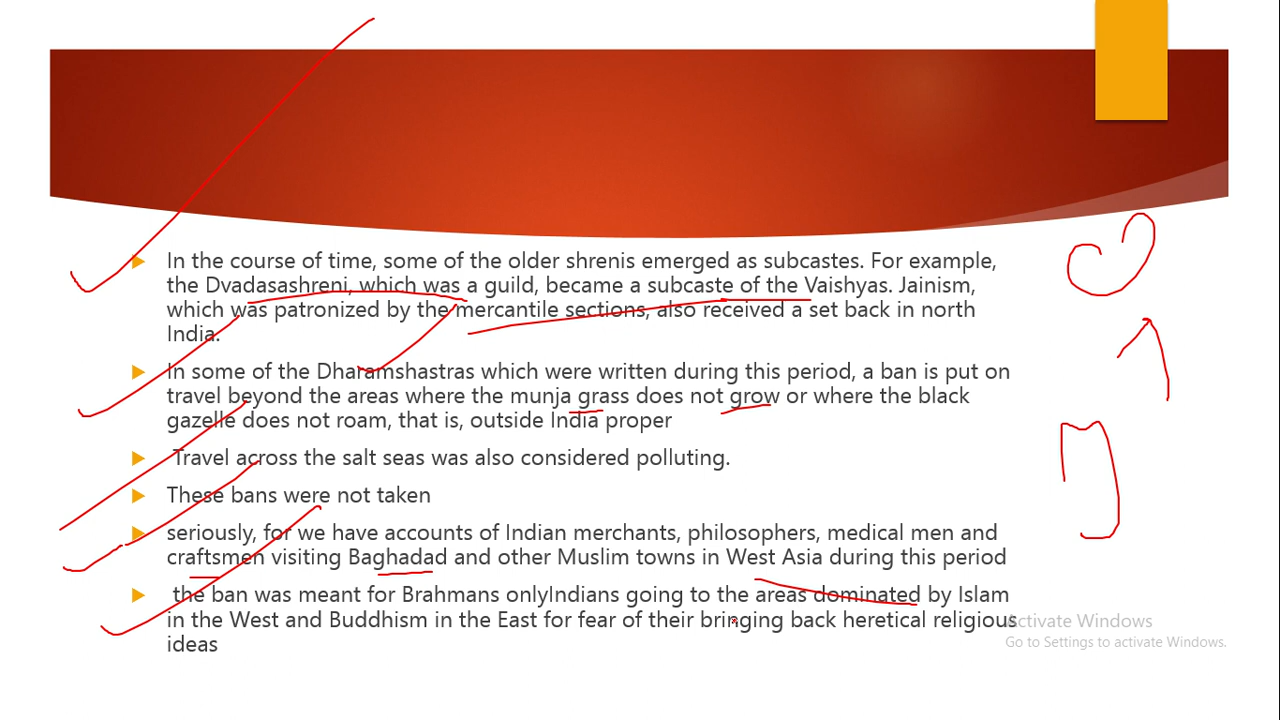 In the course of time, some of the older shrenis emerged as subcastes. For example,
the Dvadasashreni, which was a guild, became a subcaste of the Vaishyas. Jainism,
which was patronized by the mercantile sections, also received a set back in north
India.
In some of the Dharamshastras which were written during this period, a ban is put on
travel beyond the areas where the munja grass does not grow or where the black
gazelle does not roam, that is, outside India proper
Travel across the salt seas was also considered polluting.
These bans were not taken
seriously, for we have accounts of Indian merchants, philosophers, medical men and
craftsmen visiting Baghadad and other Muslim towns in West Asia during this period
the ban was meant for Brahmans onlyIndians going to the areas dominated by Islam
in the West and Buddhism in the East for fear of their bringing back heretical religious
ideas
Activate Windows
Go to Settings to activate Windows.